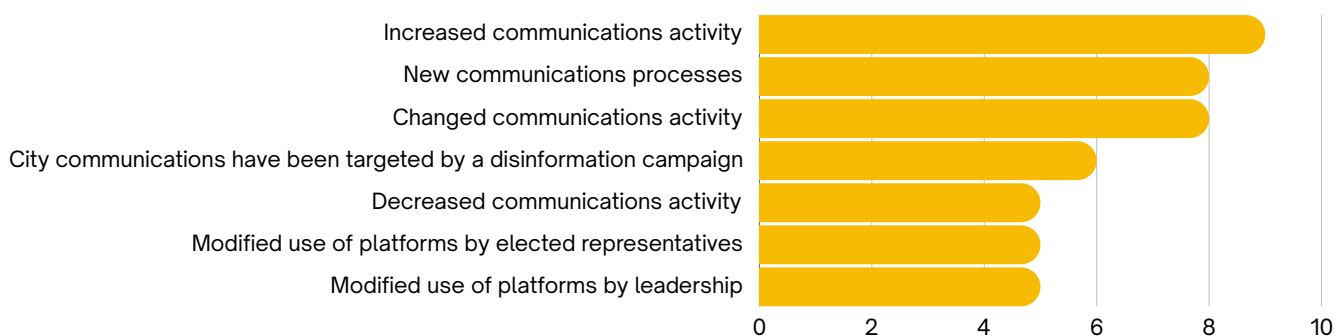 Increased communications activity
New communications processes
Changed communications activity
City communications have been targeted by a disinformation campaign
Decreased communications activity
Modified use of platforms by elected representatives
Modified use of platforms by leadership
0 2 4 6 8 10